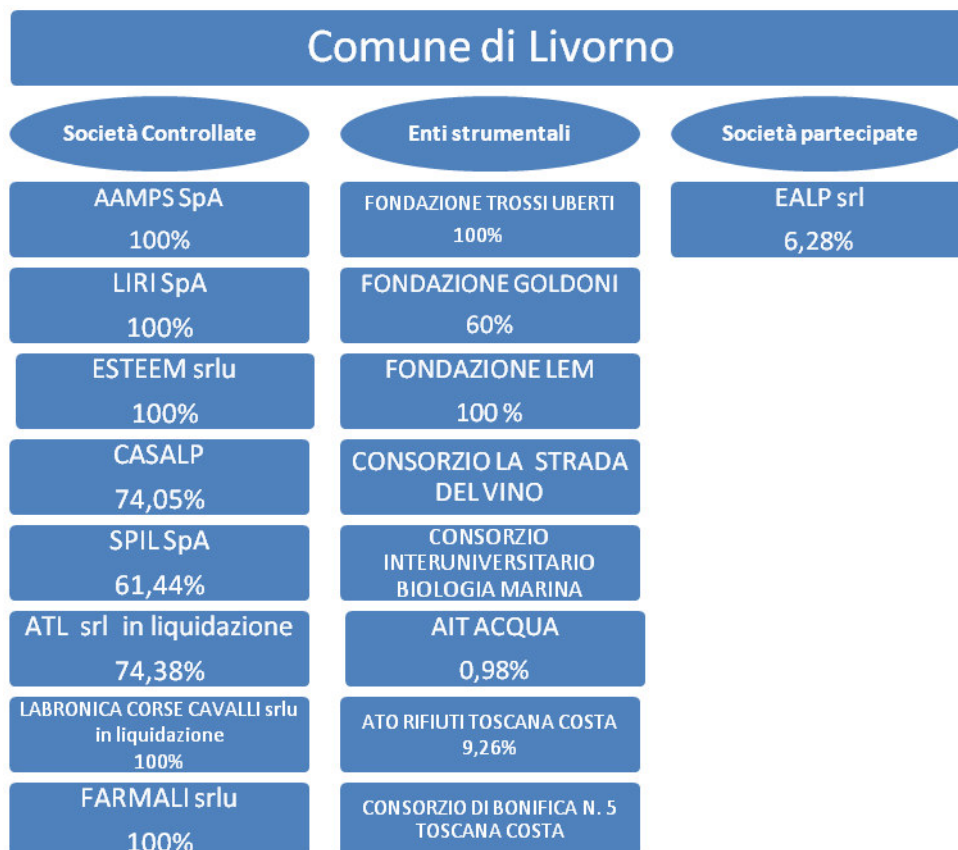 Comune di Livorno
Società Controllate
AAMPS SpA
100%
LIRI SpA
100%
ESTEEM srlu
100%
CASALP
74,05%
SPIL SpA
61,44%
ATL srl in liquidazione
74,38%
LABRONICA CORSE CAVALLI srlu
in liquidazione
100%
FARMALI srlu
100%
Enti strumentali
FONDAZIONE TROSSI UBERTI
100%
FONDAZIONE GOLDONI
60%
FONDAZIONE LEM
100 %
CONSORZIO LA STRADA
DEL VINO
CONSORZIO
INTERUNIVERSITARIO
BIOLOGIA MARINA
AIT ACQUA
0,98%
ATO RIFIUTI TOSCANA COSTA
9,26%
CONSORZIO DI BONIFICA N. 5
TOSCANA COSTA
Società partecipate
EALP srl
6,28%